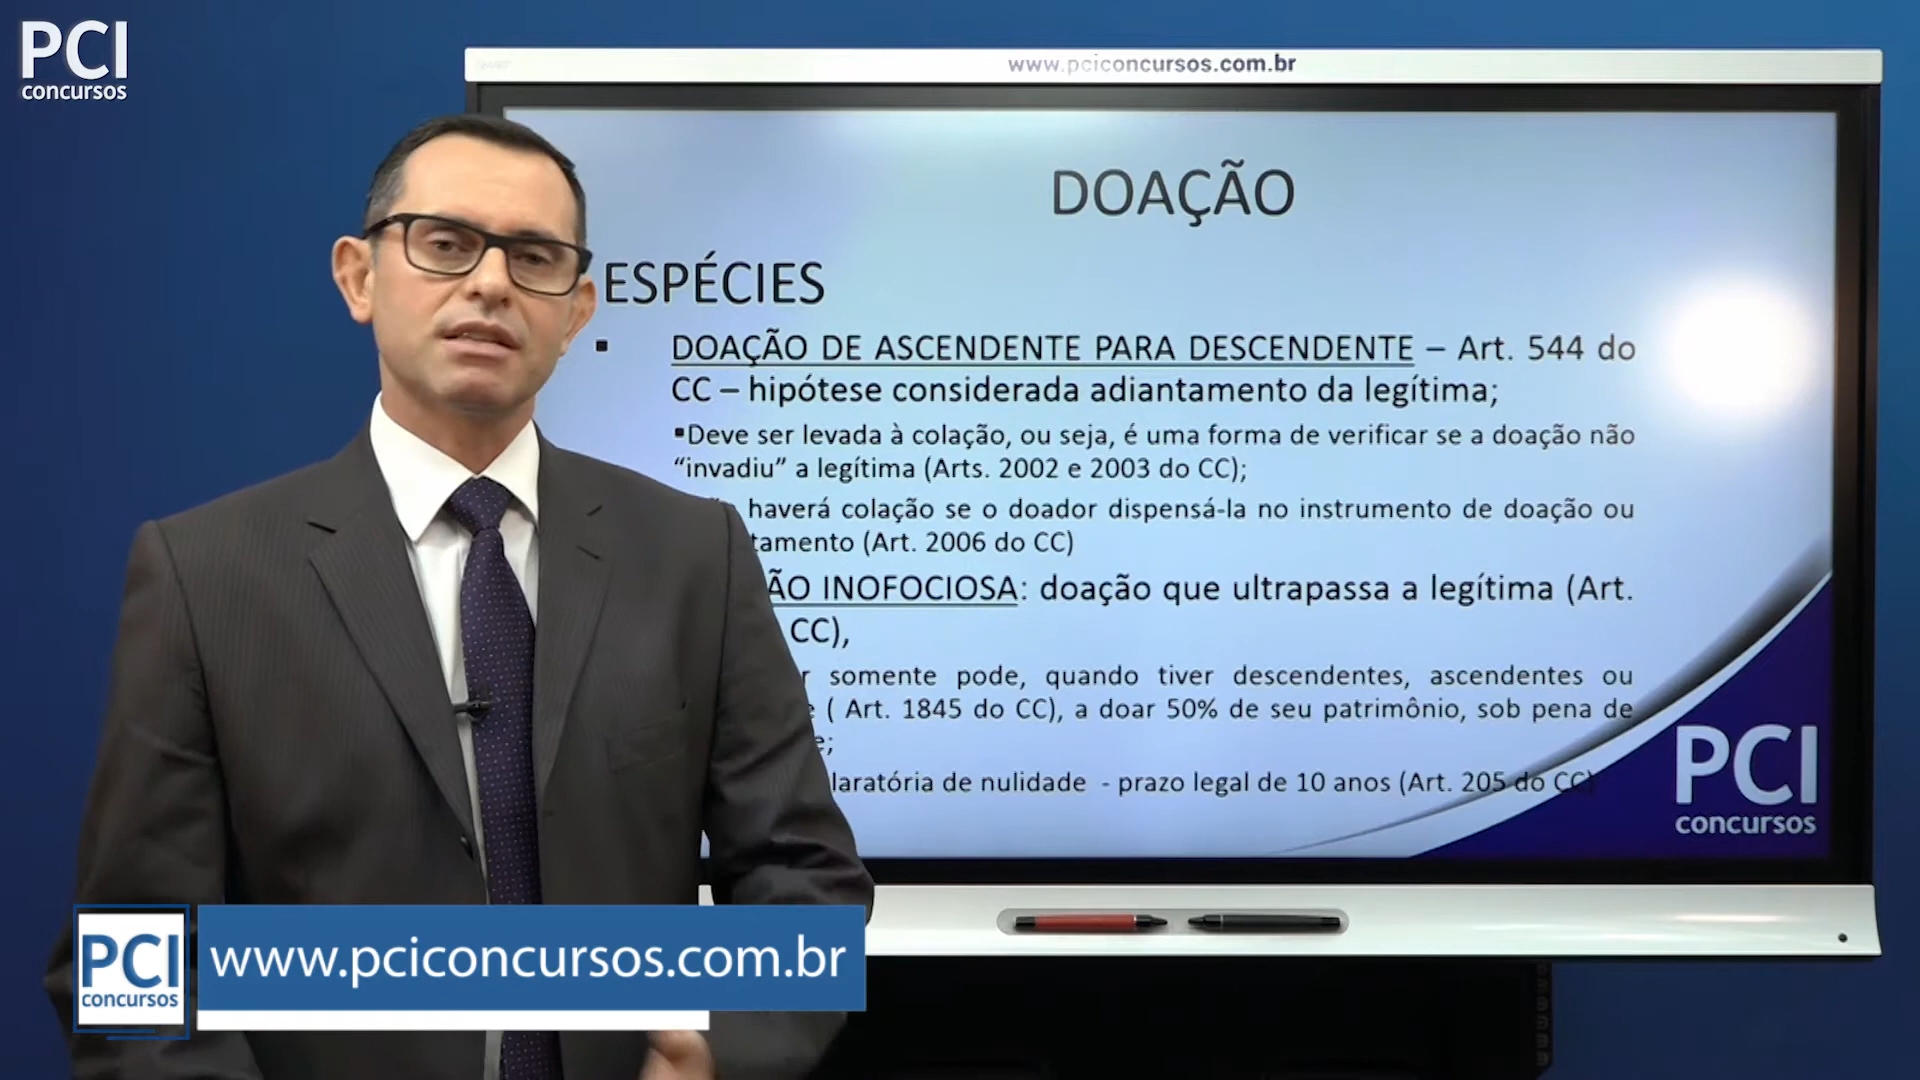 PCI
concursos
www.pciconcursos.com.br
DOAÇÃO
ESPÉCIES
▪ DOAÇÃO DE ASCENDENTE PARA DESCENDENTE – Art. 544 do
CC – hipótese considerada adiantamento da legítima;
▪Deve ser levada à colação, ou seja, é uma forma de verificar se a doação não
“invadiu” a legítima (Arts. 2002 e 2003 do CC);
haverá colação se o doador dispensá-la no instrumento de doação ou
tamento (Art. 2006 do CC)
ÃO INOFOCIOSA: doação que ultrapassa a legítima (Art.
CC),
r somente pode, quando tiver descendentes, ascendentes ou
e ( Art. 1845 do CC), a doar 50% de seu patrimônio, sob pena de
e;
laratória de nulidade - prazo legal de 10 anos (Art. 205 do CC)
PCI
concursos
PCI
concursos
www.pciconcursos.com.br